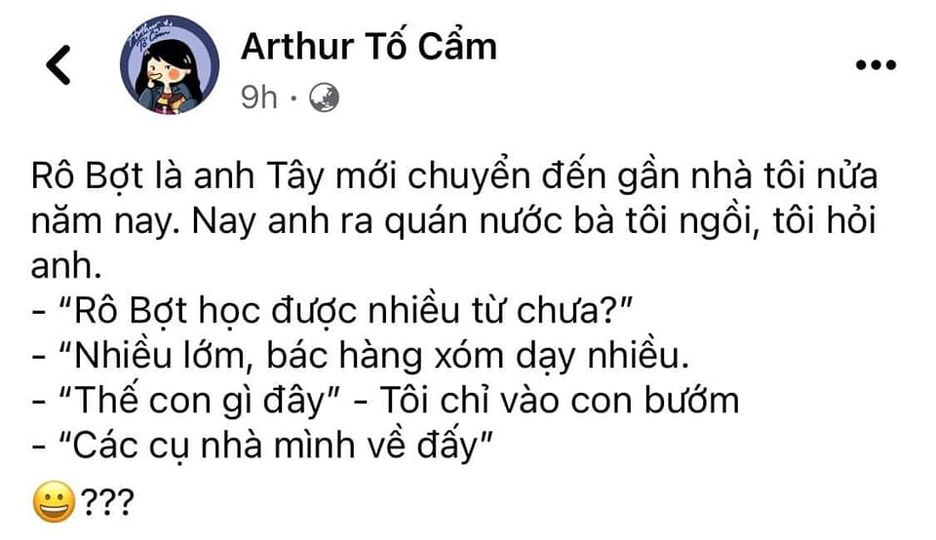 Arthur Tố Cẩm
9h
Rô Bợt là anh Tây mới chuyển đến gần nhà tôi nửa
năm nay. Nay anh ra quán nước bà tôi ngồi, tôi hỏi
anh.
- “Rô Bợt học được nhiều từ chưa?”
- “Nhiều lớm, bác hàng xóm dạy nhiều.
- “Thế con gì đây” - Tôi chỉ vào con bướm
- “Các cụ nhà mình về đấy”
😀???